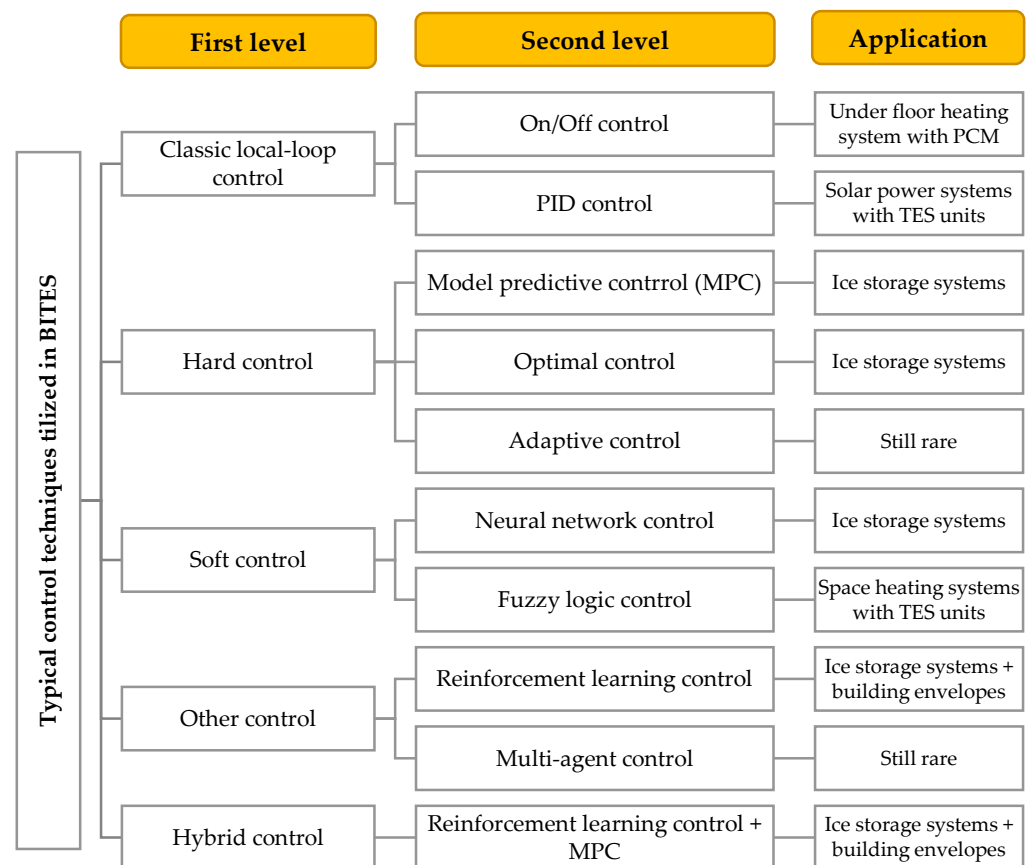 First level
Second level
Application
Typical control techniques tilized in BITES
Classic local-loop
control
On/Off control
Under floor heating
system with PCM
PID control
Solar power systems
with TES units
Hard control
Model predictive contrrol (MPC)
Ice storage systems
Optimal control
Ice storage systems
Adaptive control
Still rare
Soft control
Neural network control
Ice storage systems
Fuzzy logic control
Space heating systems
with TES units
Other control
Reinforcement learning control
Ice storage systems +
building envelopes
Multi-agent control
Still rare
Hybrid control
Reinforcement learning control +
MPC
Ice storage systems +
building envelopes